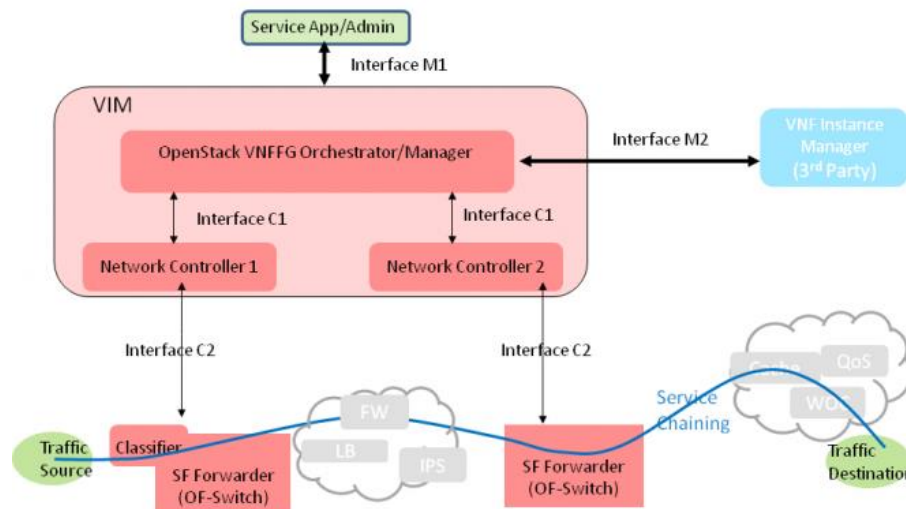 Service App/Admin
Interface M1
VIM
OpenStack VNFFG Orchestrator/Manager
Interface M2
VNF Instance
Manager
(3rd Party)
Interface C1
Interface C1
Network Controller 1
Network Controller 2
Interface C2
Interface C2
Cache
QoS
WOC
Service
Chaining
FW
LB
IPS
Traffic
Source
Classifier
SF Forwarder
(OF-Switch)
SF Forwarder
(OF-Switch)
Traffic
Destination